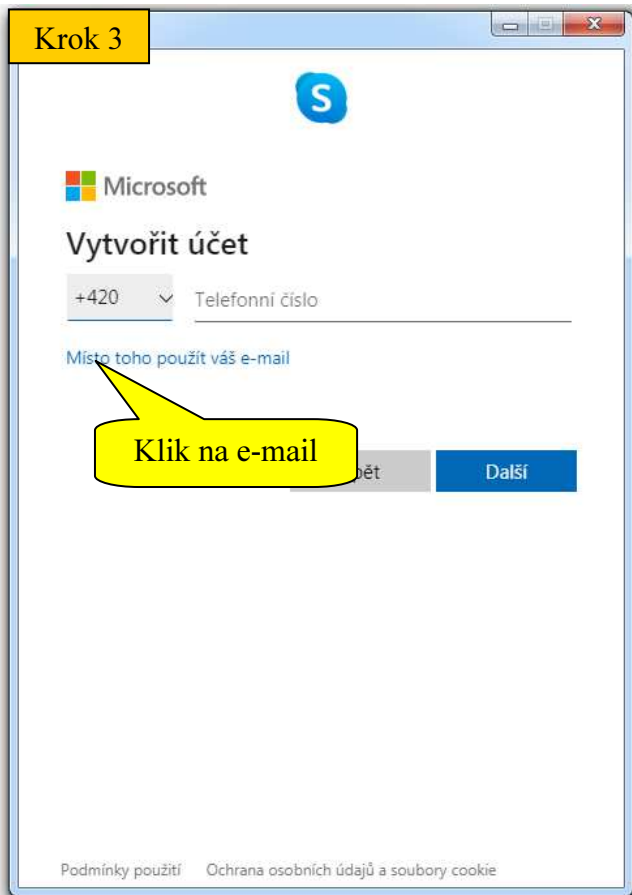 Krok 3
S
Microsoft
Vytvořit účet
+420 Telefonní číslo
Místo toho použít váš e-mail
Klik na e-mail
pět Další
Podmínky použití Ochrana osobních údajů a soubory cookie